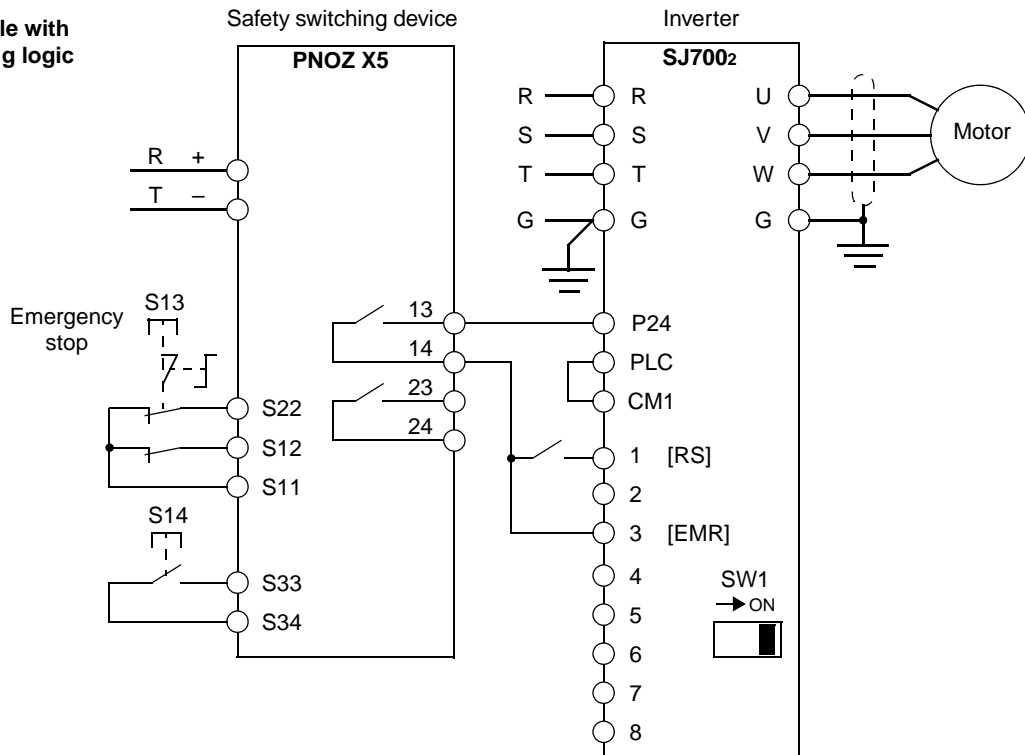 le with
g logic
Safety switching device
PNOZ X5
R +
T –
Emergency
stop
S13
S22
S12
S11
S14
S33
S34
13
14
23
24
Inverter
SJ7002
R R
S S
T T
G G
U
V
W
G
Motor
P24
PLC
CM1
1 [RS]
2
3 [EMR]
4
5
6
7
8
SW1
ON